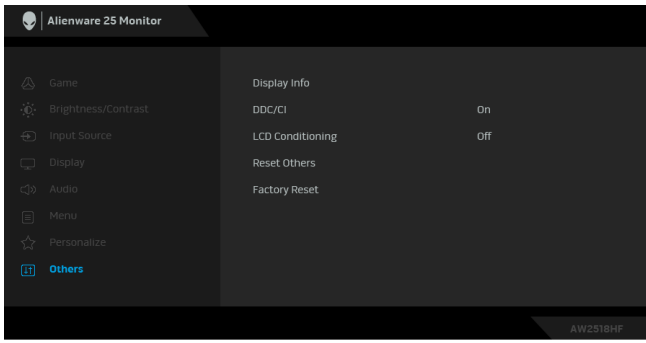 Alienware 25 Monitor
Game
Brightness/Contrast
Input Source
Display
Audio
Menu
Personalize
Others
Display Info
DDC/CI On
LCD Conditioning Off
Reset Others
Factory Reset
AW2518HF